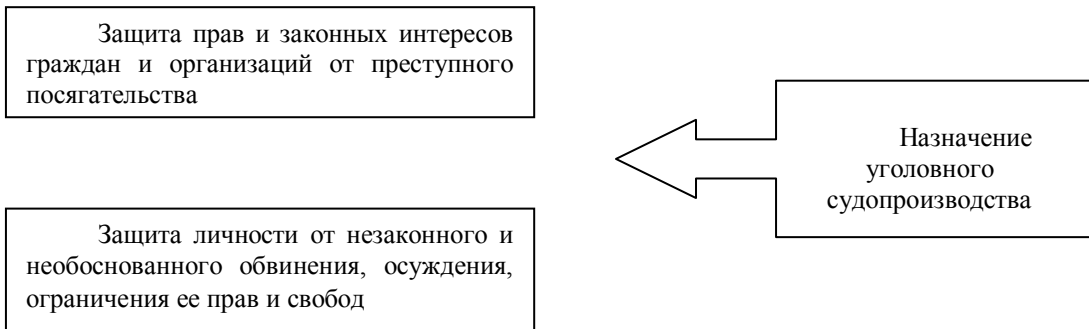 Защита прав и законных интересов
граждан и организаций от преступного
посягательства
Назначение
уголовного
судопроизводства
Защита личности от незаконного и
необоснованного обвинения, осуждения,
ограничения ее прав и свобод